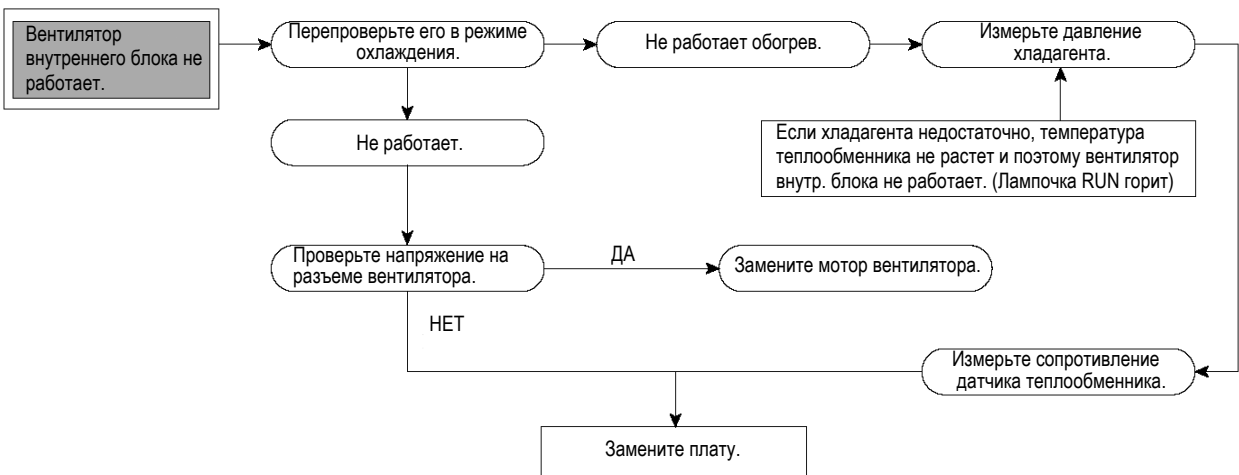 Вентилятор
внутреннего блока не
работает.
Перепроверьте его в режиме
охлаждения.
Не работает обогрев.
Измерьте давление
хладагента.
Не работает.
Если хладагента недостаточно, температура
теплообменника не растет и поэтому вентилятор
внутр. блока не работает. (Лампочка RUN горит)
Проверьте напряжение на
разъеме вентилятора.
ДА
Замените мотор вентилятора.
НЕТ
Измерьте сопротивление
датчика теплообменника.
Замените плату.